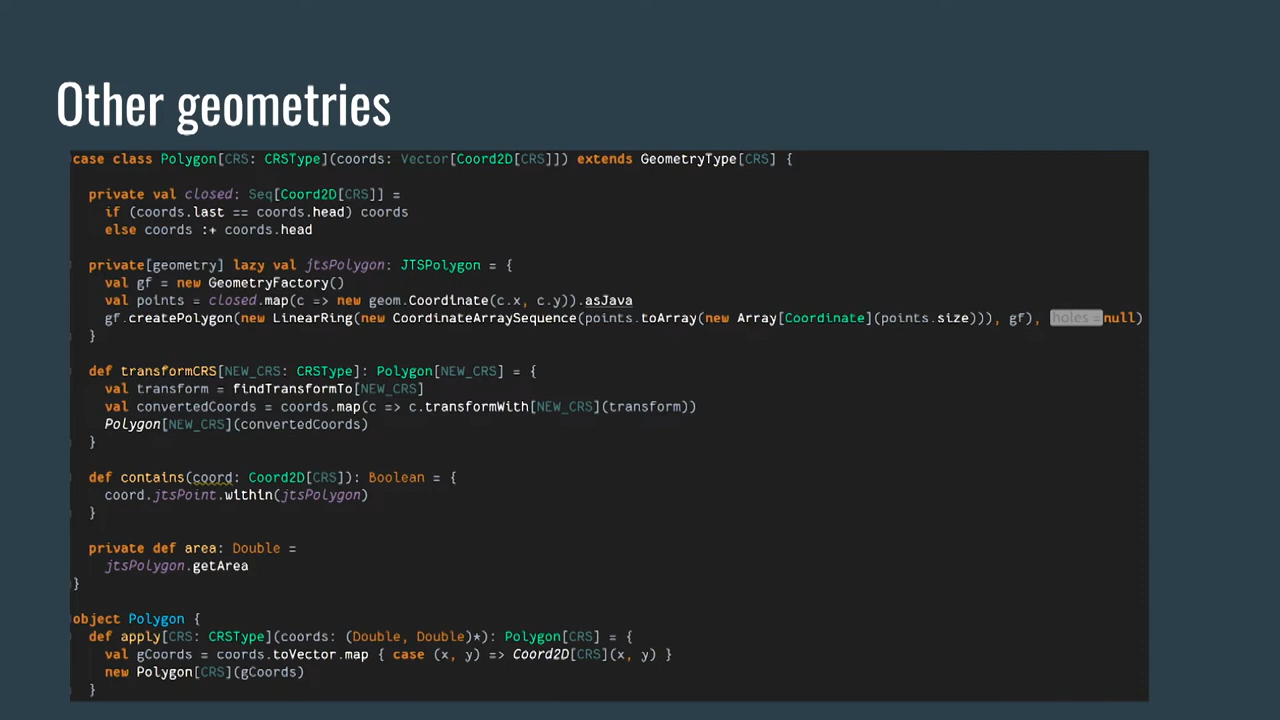 Other geometries
case class Polygon[CRS: CRSType](coords: Vector[Coord2D[CRS]]) extends GeometryType[CRS] {
private val closed: Seq[Coord2D[CRS]] =
if (coords.last == coords.head) coords
else coords :+ coords.head
private[geometry] lazy val jtsPolygon: JTSPolygon = {
val gf = new GeometryFactory()
val points = closed.map(c => new geom.Coordinate(c.x, c.y)).asJava
gf.createPolygon(new LinearRing(new CoordinateArraySequence(points.toArray(new Array[Coordinate](points.size))), gf), holes = null)
}
def transformCRS[NEW_CRS: CRSType]: Polygon[NEW_CRS] = {
val transform = findTransformTo[NEW_CRS]
val convertedCoords = coords.map(c => c.transformWith[NEW_CRS](transform))
Polygon[NEW_CRS](convertedCoords)
}
def contains(coord: Coord2D[CRS]): Boolean = {
coord.jtsPoint.within(jtsPolygon)
}
private def area: Double =
jtsPolygon.getArea
}
object Polygon {
def apply[CRS: CRSType](coords: (Double, Double)*): Polygon[CRS] = {
val gCoords = coords.toVector.map { case (x, y) => Coord2D[CRS](x, y) }
new Polygon[CRS](gCoords)
}